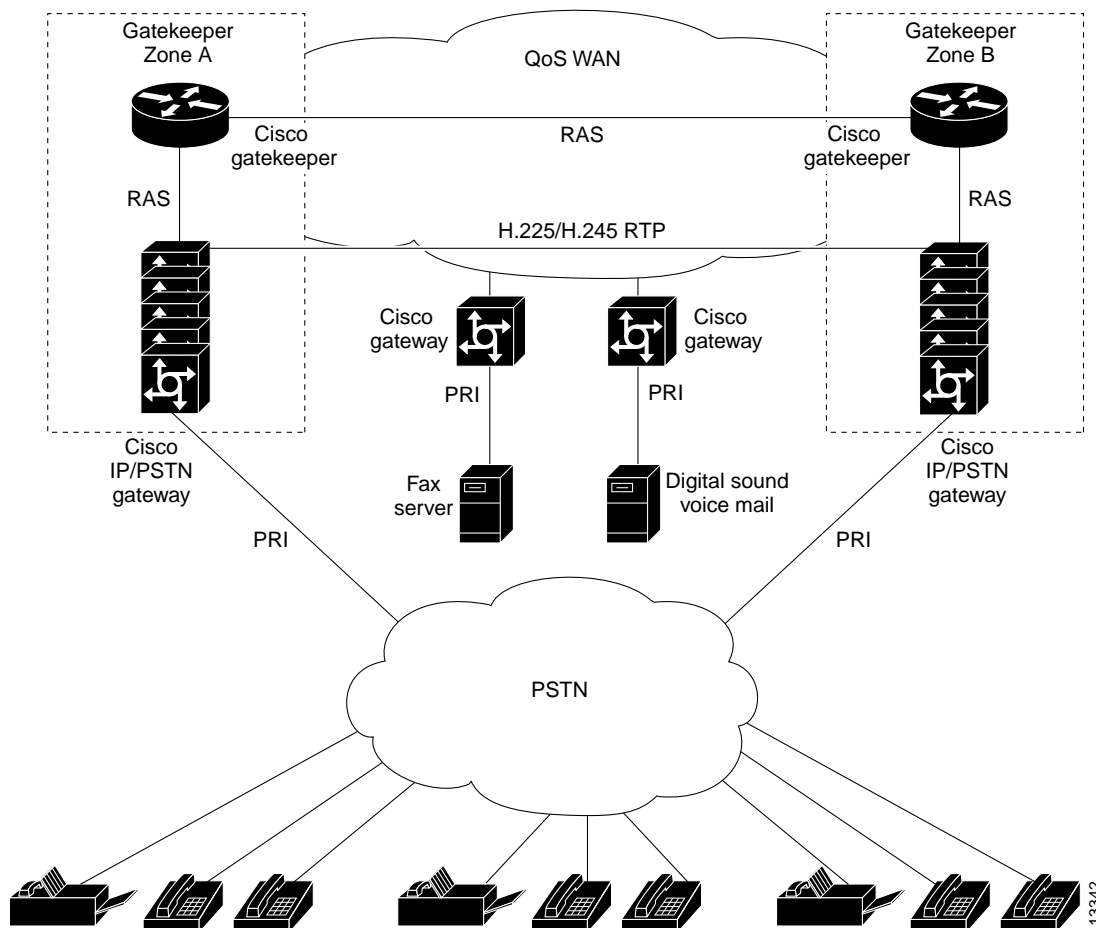 Gatekeeper
Zone A
QoS WAN
Gatekeeper
Zone B
Cisco
gatekeeper
RAS
Cisco
gatekeeper
RAS
RAS
H.225/H.245 RTP
Cisco
gateway
Cisco
gateway
PRI
PRI
Cisco
IP/PSTN
gateway
Fax
server
Digital sound
voice mail
Cisco
IP/PSTN
gateway
PRI
PRI
PSTN
13342